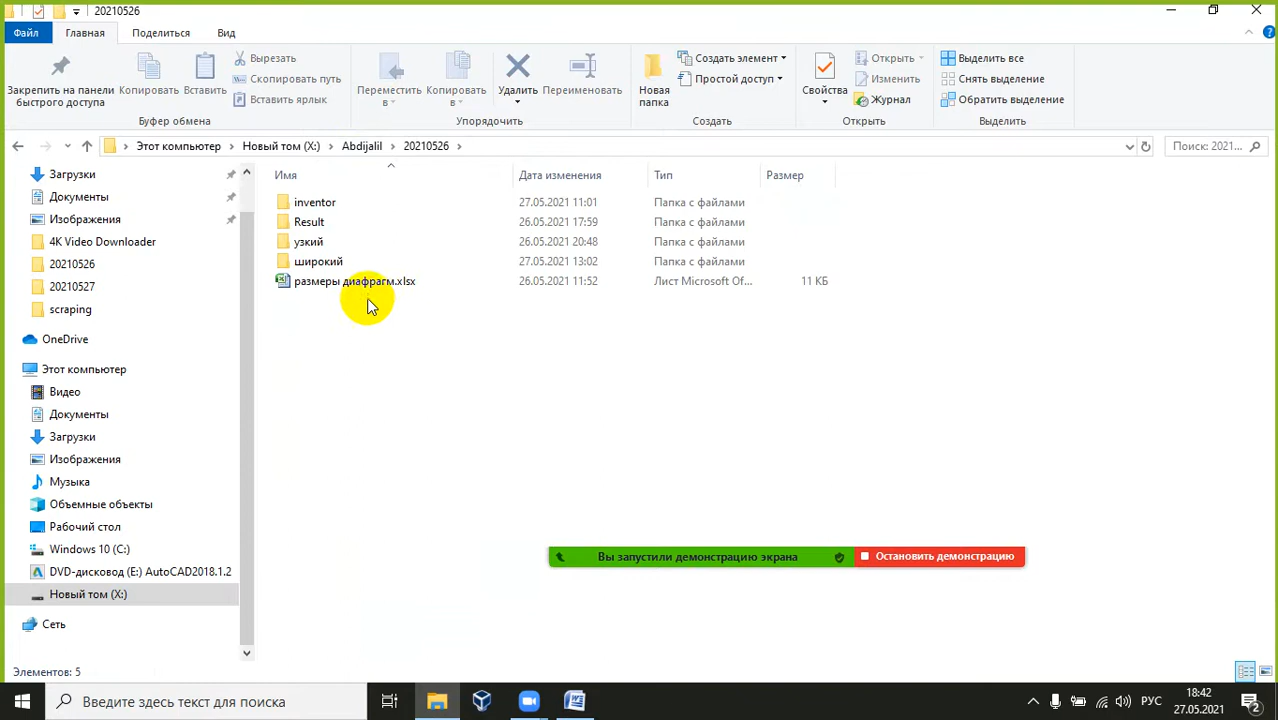 20210526
Файл Главная Поделиться Вид
Закрепить на панели быстрого доступа
Копировать
Вставить
Вырезать
Скопировать путь
Вставить ярлык
Буфер обмена
Переместить в
Копировать в
Удалить
Переименовать
Упорядочить
Новая папка
Создать элемент
Простой доступ
Создать
Свойства
Открыть
Изменить
Журнал
Открыть
Выделить все
Снять выделение
Обратить выделение
Выделить
Этот компьютер Новый том (X:) Abdijalil 20210526
Поиск: 2021...
Загрузки
Документы
Изображения
4K Video Downloader
20210526
20210527
scraping
OneDrive
Этот компьютер
Видео
Документы
Загрузки
Изображения
Музыка
Объемные объекты
Рабочий стол
Windows 10 (C:)
DVD-дисковод (E:) AutoCAD2018.1.2
Новый том (X:)
Сеть
Имя Дата изменения Тип Размер
inventor 27.05.2021 11:01 Папка с файлами
Result 26.05.2021 17:59 Папка с файлами
узкий 26.05.2021 20:48 Папка с файлами
широкий 27.05.2021 13:02 Папка с файлами
размеры диафрагм.xlsx 26.05.2021 11:52 Лист Microsoft Of... 11 КБ
Вы запустили демонстрацию экрана Остановить демонстрацию
Элементов: 5
Введите здесь текст для поиска
РУС
18:42
27.05.2021
2